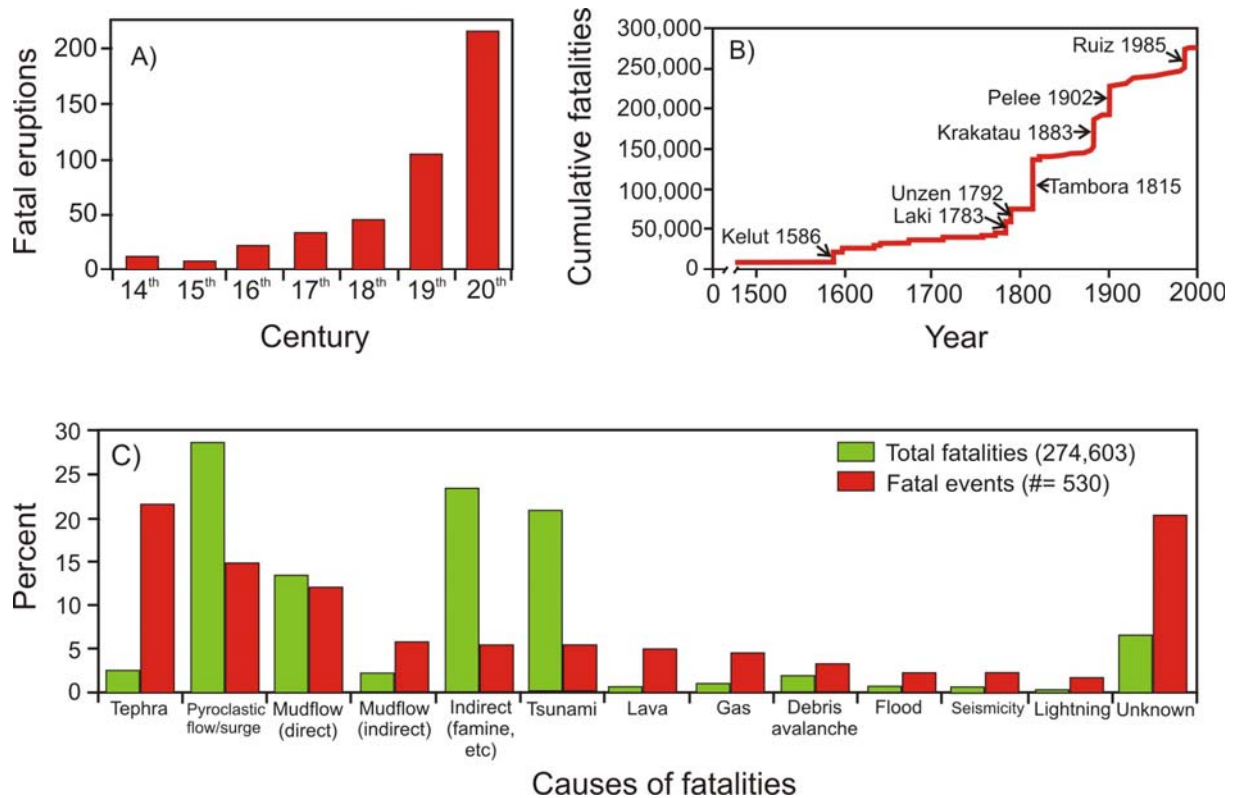 A)
Fatal eruptions
200
150
100
50
0
14th 15th 16th 17th 18th 19th 20th
Century
B)
Cumulative fatalities
300,000
250,000
200,000
150,000
100,000
50,000
0
Ruiz 1985
Pelee 1902
Krakatau 1883
Tambora 1815
Unzen 1792
Laki 1783
Kelut 1586
0 1500 1600 1700 1800 1900 2000
Year
C)
Percent
30
25
20
15
10
5
0
Total fatalities (274,603)
Fatal events (#= 530)
Tephra
Pyroclastic
flow/surge
Mudflow
(direct)
Mudflow
(indirect)
Indirect
(famine,
etc)
Tsunami
Lava
Gas
Debris
avalanche
Flood
Seismicity
Lightning
Unknown
Causes of fatalities